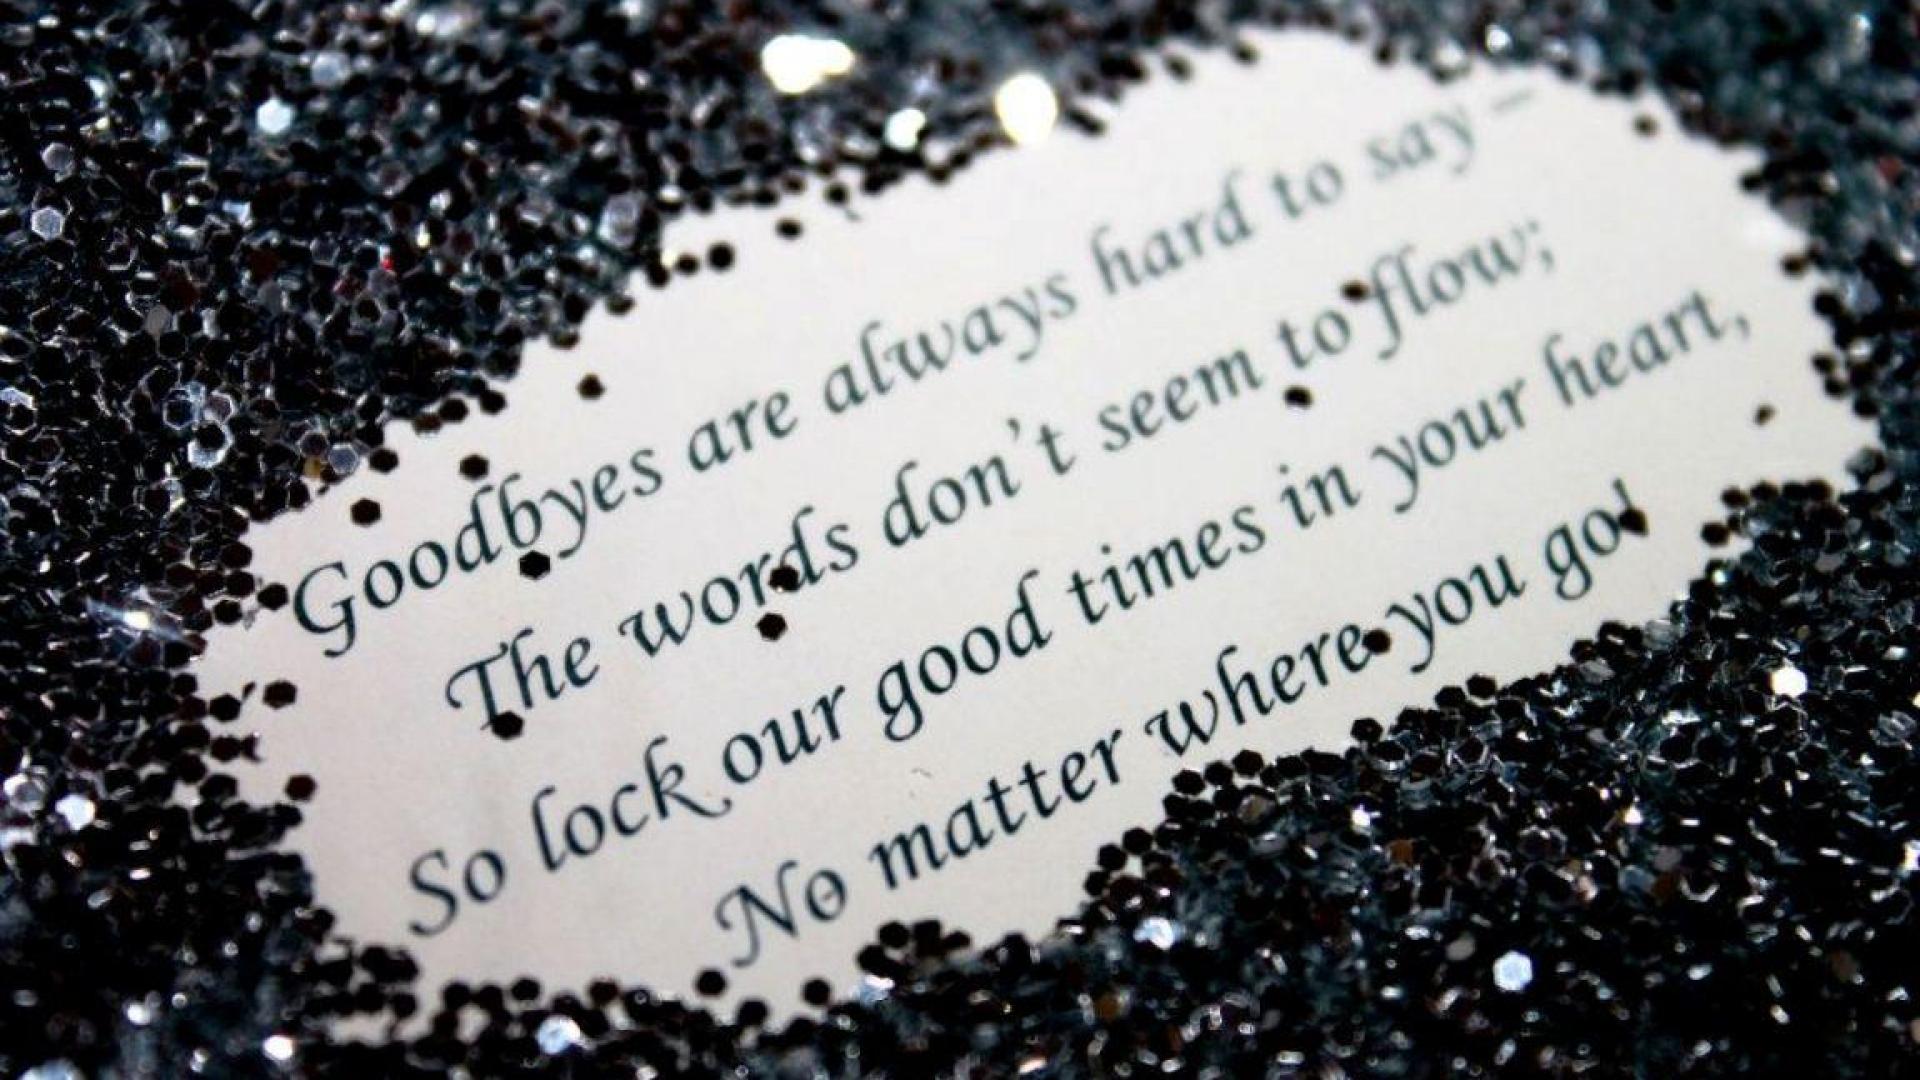 Goodbyes are always hard to say –
The words don't seem to flow;
So lock our good times in your heart,
No matter where you go!